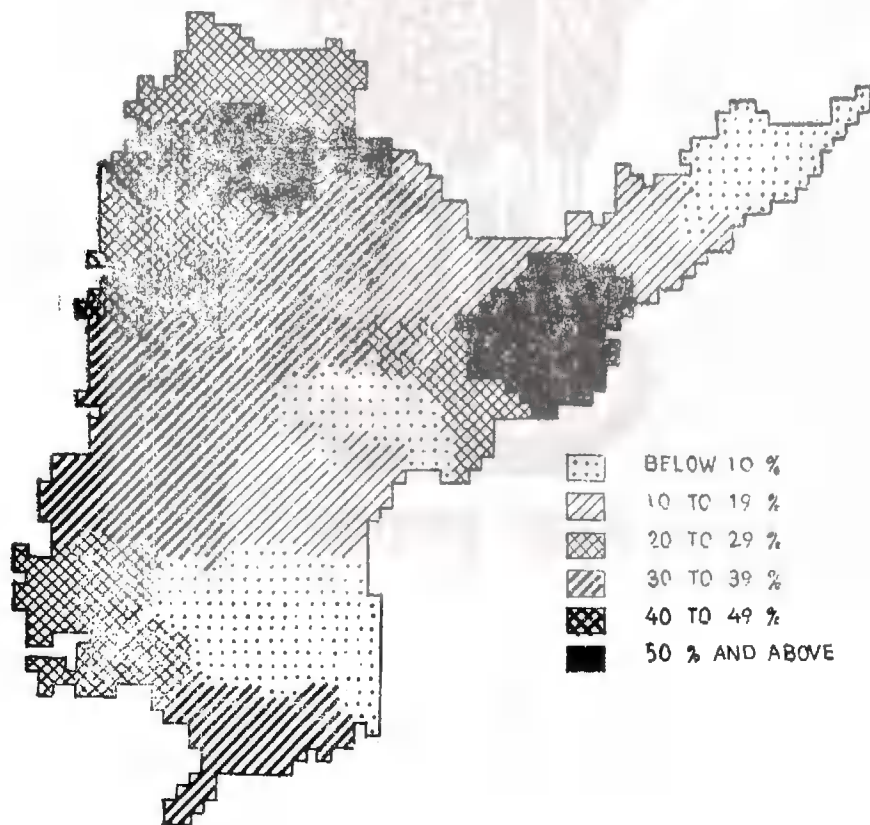 BELOW 10 %
10 TO 19 %
20 TO 29 %
30 TO 39 %
40 TO 49 %
50 % AND ABOVE